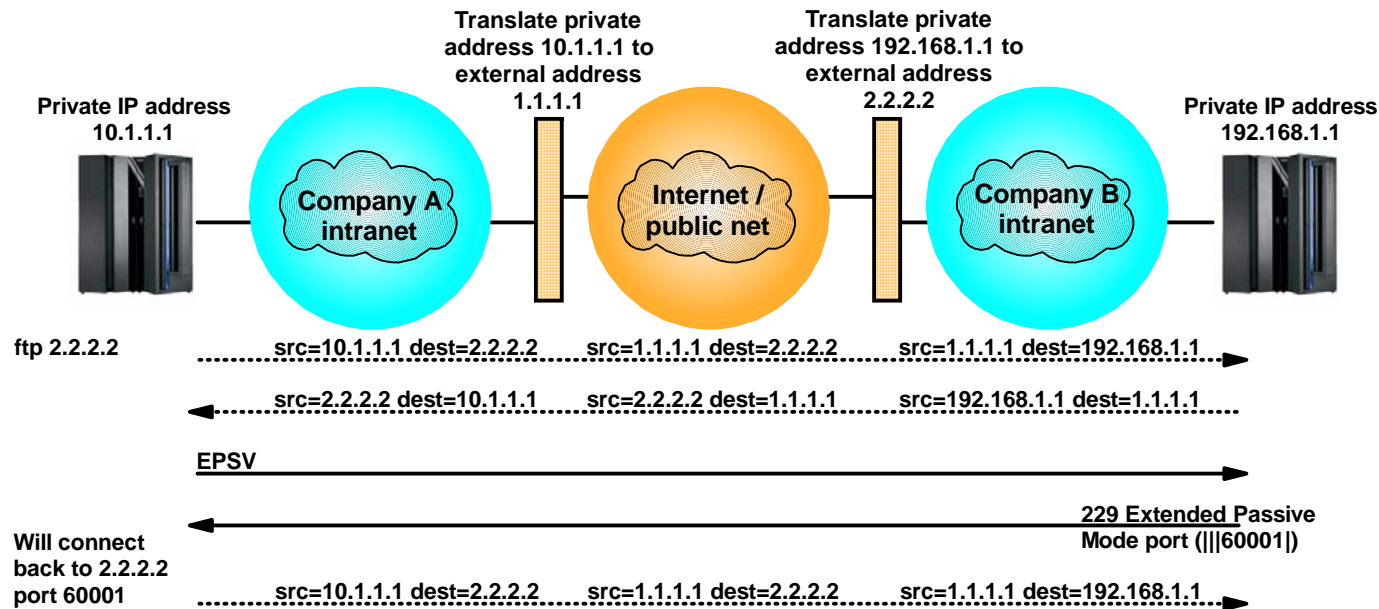 Translate private
address 10.1.1.1 to
external address
1.1.1.1
Translate private
address 192.168.1.1 to
external address
2.2.2.2
Private IP address
10.1.1.1
Private IP address
192.168.1.1
Company A
intranet
Internet /
public net
Company B
intranet
ftp 2.2.2.2
src=10.1.1.1 dest=2.2.2.2
src=1.1.1.1 dest=2.2.2.2
src=1.1.1.1 dest=192.168.1.1
src=2.2.2.2 dest=10.1.1.1
src=2.2.2.2 dest=1.1.1.1
src=192.168.1.1 dest=1.1.1.1
EPSV
229 Extended Passive
Mode port (|||60001|)
Will connect
back to 2.2.2.2
port 60001
src=10.1.1.1 dest=2.2.2.2
src=1.1.1.1 dest=2.2.2.2
src=1.1.1.1 dest=192.168.1.1